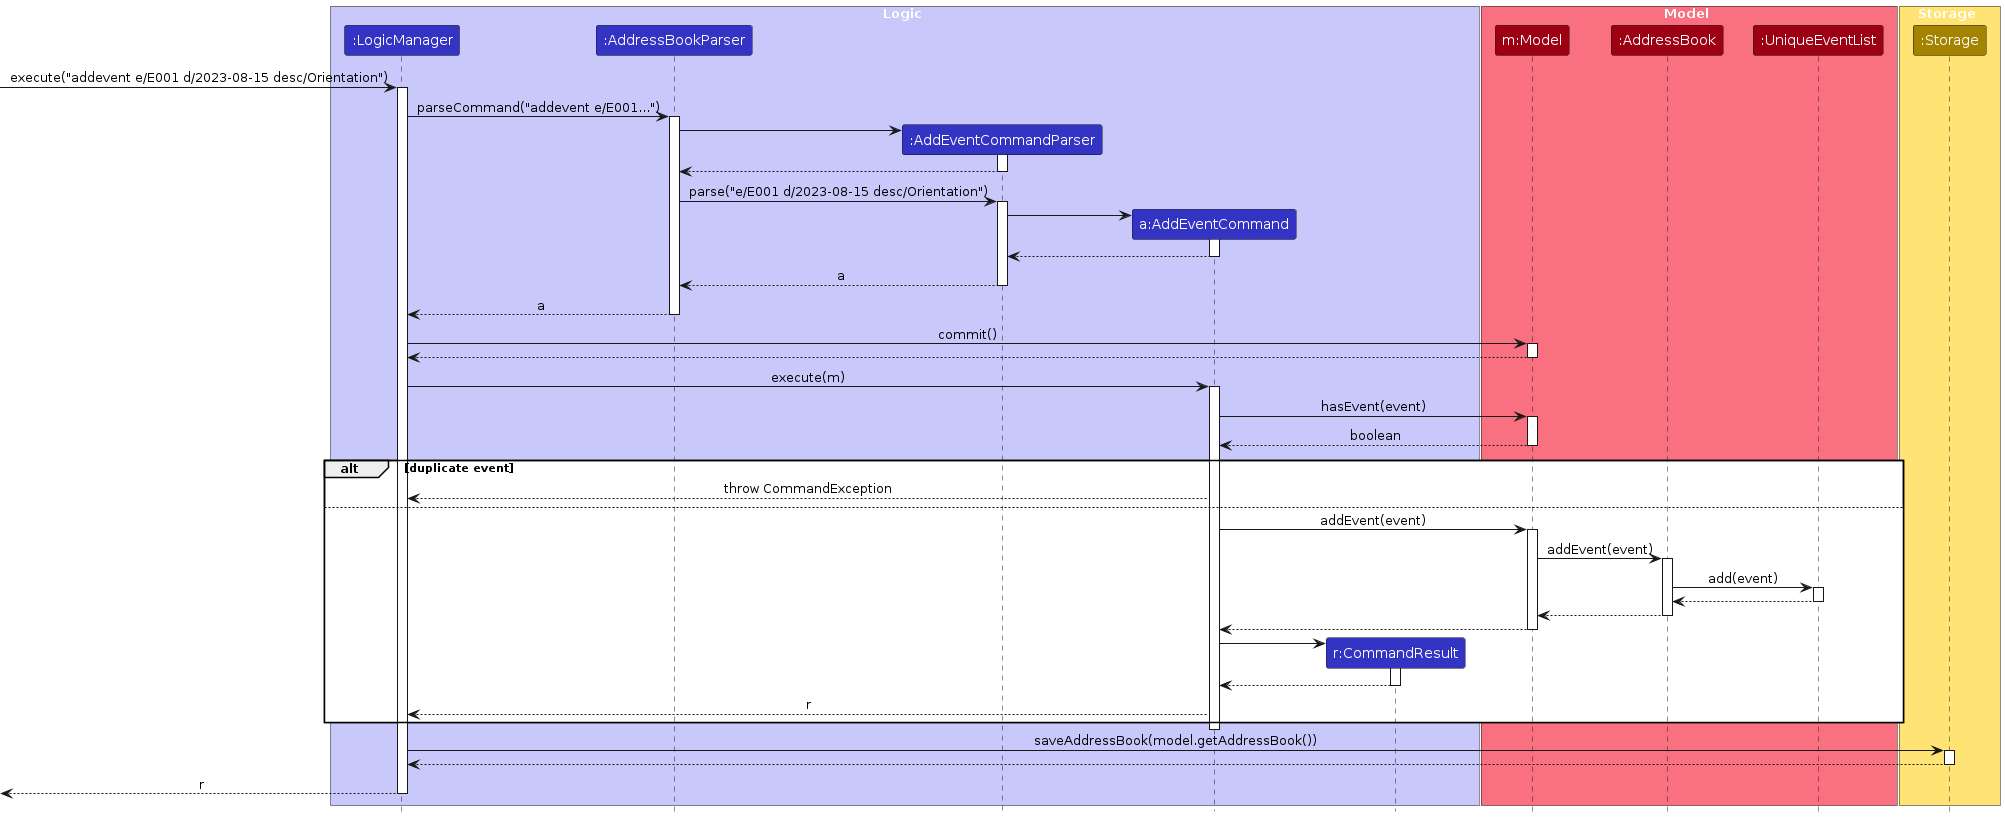 Logic
Model
Storage
:LogicManager
:AddressBookParser
m:Model
:AddressBook
:UniqueEventList
:Storage
execute("addevent e/E001 d/2023-08-15 desc/Orientation")
parseCommand("addevent e/E001...")
:AddEventCommandParser
parse("e/E001 d/2023-08-15 desc/Orientation")
a:AddEventCommand
a
a
commit()
execute(m)
hasEvent(event)
boolean
alt
[duplicate event]
throw CommandException
addEvent(event)
addEvent(event)
add(event)
r:CommandResult
r
saveAddressBook(model.getAddressBook())
r